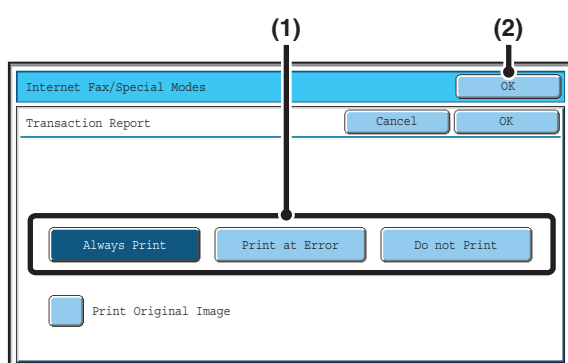 (1) (2)
Internet Fax/Special Modes OK
Transaction Report Cancel OK
Always Print Print at Error Do not Print
Print Original Image